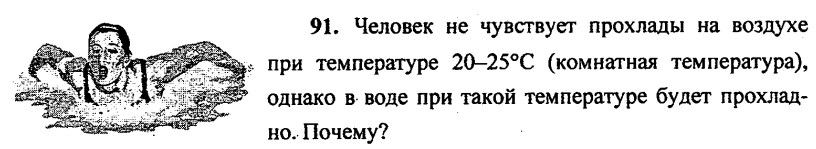 91. Человек не чувствует прохлады на воздухе
при температуре 20–25°С (комнатная температура),
однако в воде при такой температуре будет прохлад-
но. Почему?